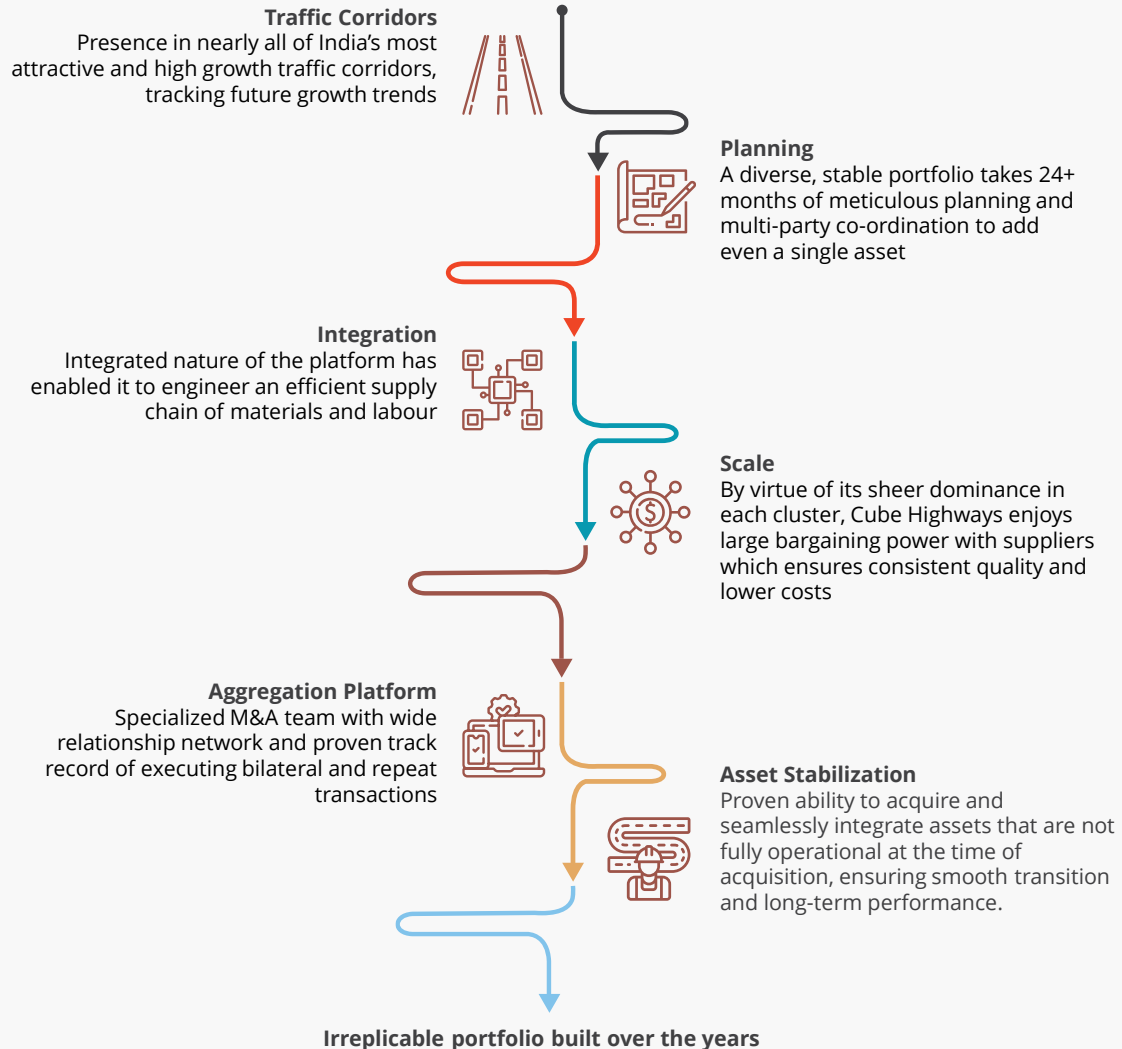 Traffic Corridors
Presence in nearly all of India’s most
attractive and high growth traffic corridors,
tracking future growth trends
Planning
A diverse, stable portfolio takes 24+
months of meticulous planning and
multi-party co-ordination to add
even a single asset
Integration
Integrated nature of the platform has
enabled it to engineer an efficient supply
chain of materials and labour
Scale
By virtue of its sheer dominance in
each cluster, Cube Highways enjoys
large bargaining power with suppliers
which ensures consistent quality and
lower costs
$
Aggregation Platform
Specialized M&A team with wide
relationship network and proven track
record of executing bilateral and repeat
transactions
Asset Stabilization
Proven ability to acquire and
seamlessly integrate assets that are not
fully operational at the time of
acquisition, ensuring smooth transition
and long-term performance.
Irreplicable portfolio built over the years